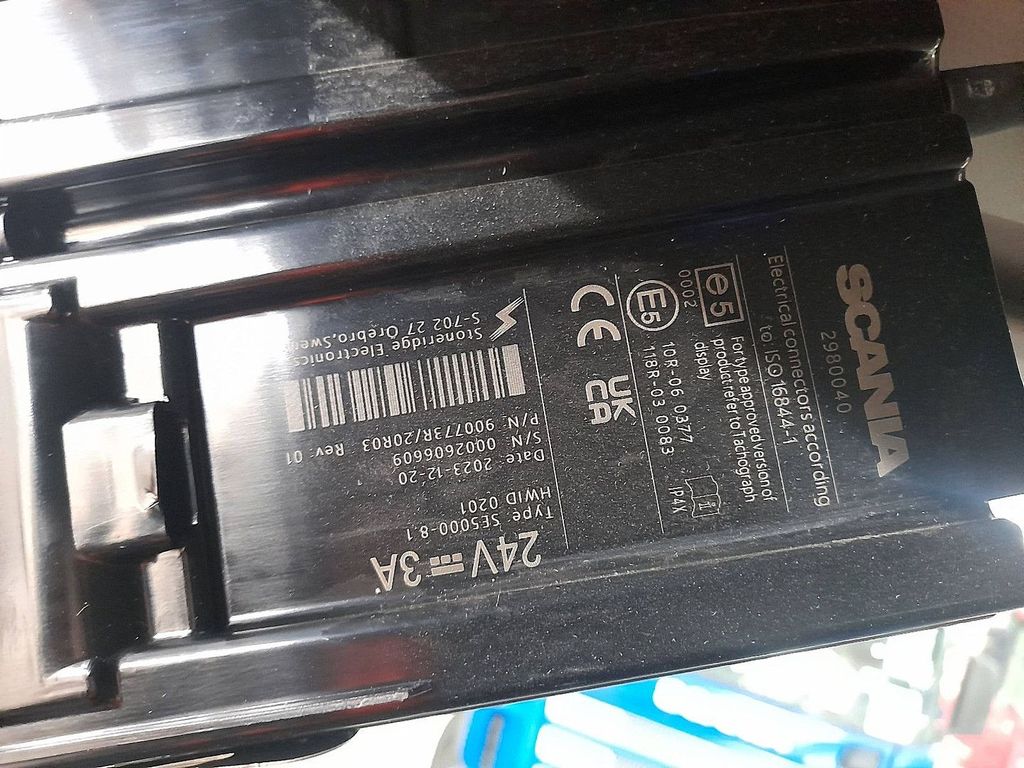 SCANIA
2980040
Electrical connectors according
to ISO 16844-1
e5
0002
For type approved version of
product refer to Tachograph
display
E5
10R-06 0377
118R-03 0083
IP4X
CE
UK
CA
24V 3A
Type SE5000-8.1
HWID 0201
Date: 2023-12-20
S/N 0002606609
P/N 900773R/20R03 Rev: 01
Stoneridge Electronics
S-702 27 Örebro, Swe